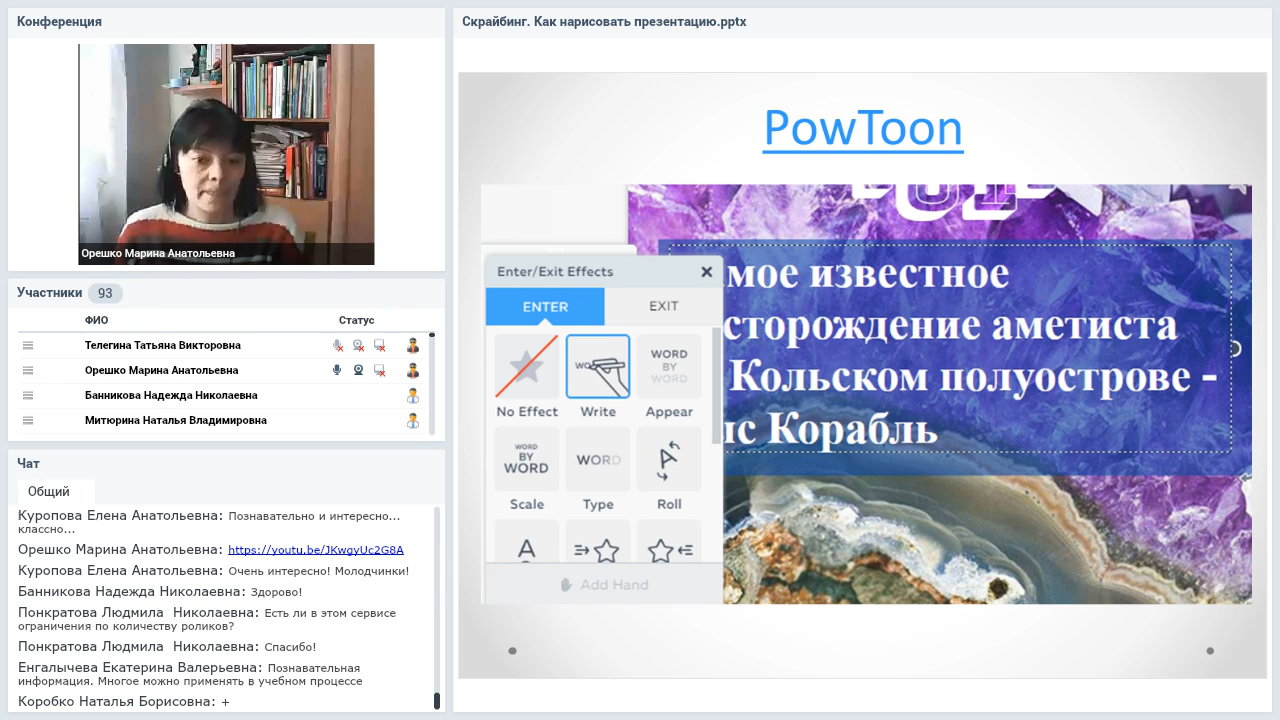 Конференция
Орешко Марина Анатольевна
Участники 93
ФИО Статус
Телегина Татьяна Викторовна
Орешко Марина Анатольевна
Банникова Надежда Николаевна
Митюрина Наталья Владимировна
Чат
Общий
Куропова Елена Анатольевна: Познавательно и интересно...
классно...
Орешко Марина Анатольевна: https://youtu.be/JKwgyUc2G8A
Куропова Елена Анатольевна: Очень интересно! Молодчинки!
Банникова Надежда Николаевна: Здорово!
Понкратова Людмила Николаевна: Есть ли в этом сервисе
ограничения по количеству роликов?
Понкратова Людмила Николаевна: Спасибо!
Енгалычева Екатерина Валерьевна: Познавательная
информация. Многое можно применять в учебном процессе
Коробко Наталья Борисовна: +
Скрайбинг. Как нарисовать презентацию.pptx
PowToon
мое известное
сторождение аметиста
Кольском полуострове -
ыс Корабль
Enter/Exit Effects
ENTER EXIT
WORD BY WORD
No Effect Write Appear
WORD BY WORD
WORD
A
Scale Type Roll
A
Add Hand